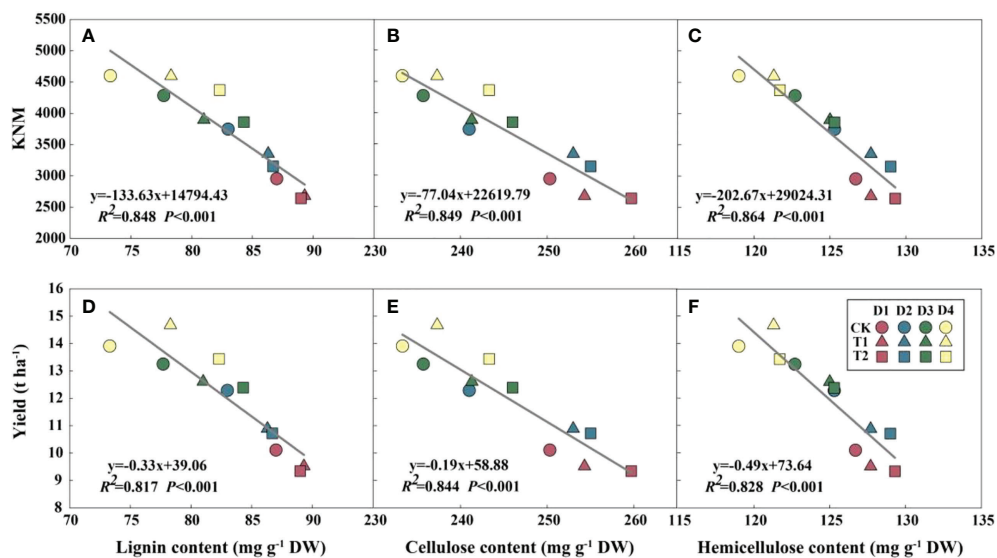 A
B
C
KNM
5500
5000
4500
4000
3500
3000
2500
2000
y=-133.63x+14794.43
R²=0.848 P<0.001
y=-77.04x+22619.79
R²=0.849 P<0.001
y=-202.67x+29024.31
R²=0.864 P<0.001
70 75 80 85 90
230 240 250 260
115 120 125 130 135
D
E
F
Yield (t ha⁻¹)
16
15
14
13
12
11
10
9
8
D1 D2 D3 D4
CK
T1
T2
y=-0.33x+39.06
R²=0.817 P<0.001
y=-0.19x+58.88
R²=0.844 P<0.001
y=-0.49x+73.64
R²=0.828 P<0.001
70 75 80 85 90
230 240 250 260
115 120 125 130 135
Lignin content (mg g⁻¹ DW)
Cellulose content (mg g⁻¹ DW)
Hemicellulose content (mg g⁻¹ DW)